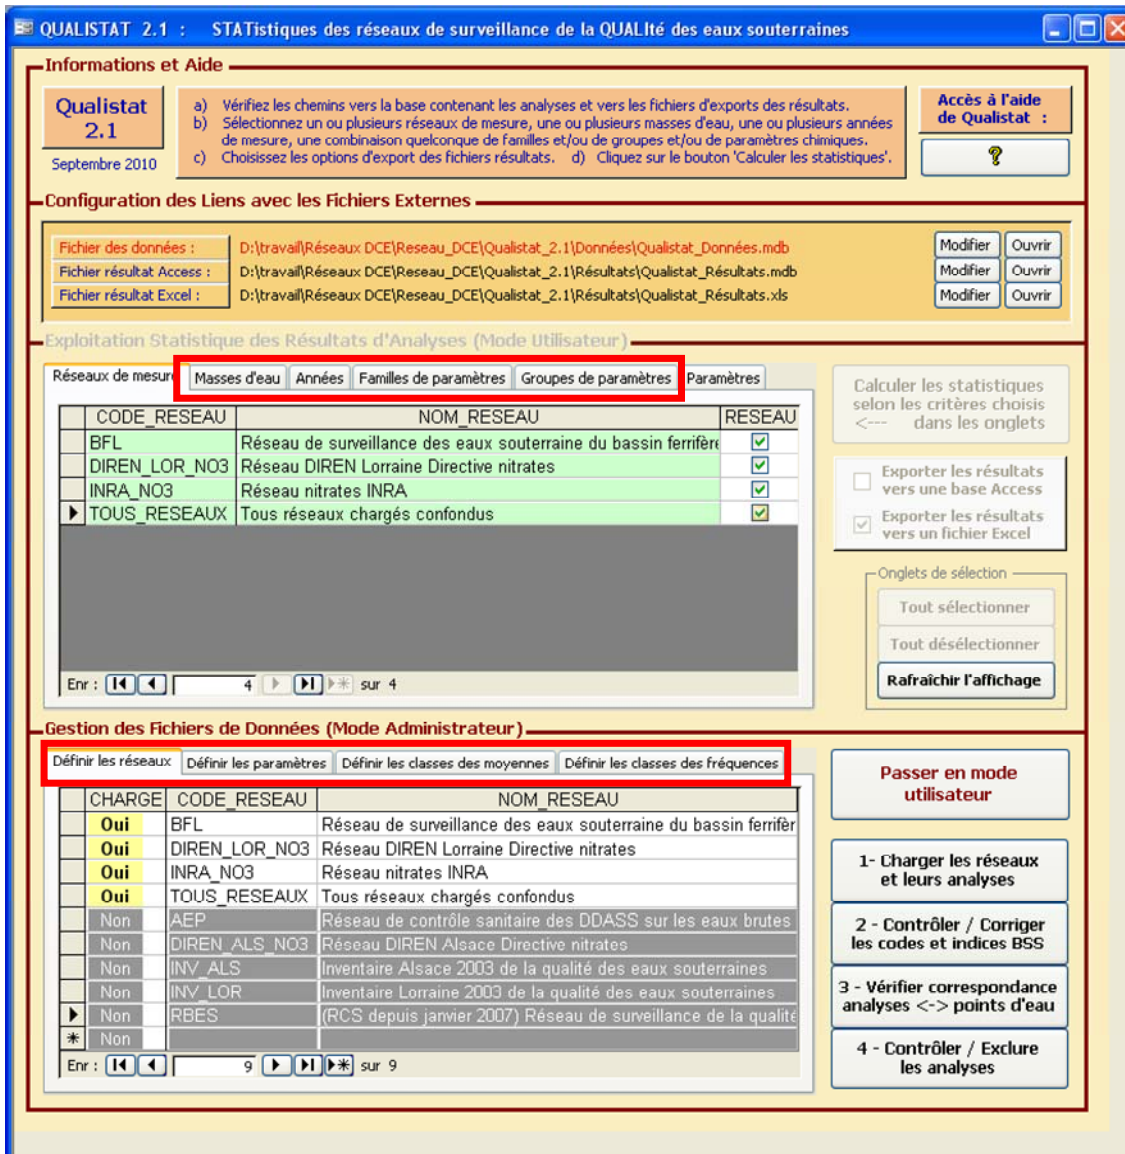 QUALISTAT 2.1 : STATistiques des réseaux de surveillance de la QUALIté des eaux souterraines
Informations et Aide
Qualistat
2.1
Septembre 2010
a) Vérifiez les chemins vers la base contenant les analyses et vers les fichiers d'exports des résultats.
b) Sélectionnez un ou plusieurs réseaux de mesure, une ou plusieurs masses d'eau, une ou plusieurs années
de mesure, une combinaison quelconque de familles et/ou de groupes et/ou de paramètres chimiques.
c) Choisissez les options d'export des fichiers résultats. d) Cliquez sur le bouton 'Calculer les statistiques'.
Accès à l'aide
de Qualistat :
?
Configuration des Liens avec les Fichiers Externes
Fichier des données : D:\travail\Réseaux DCE\Reseau_DCE\Qualistat_2.1\Données\Qualistat_Données.mdb Modifier Ouvrir
Fichier résultat Access : D:\travail\Réseaux DCE\Reseau_DCE\Qualistat_2.1\Résultats\Qualistat_Résultats.mdb Modifier Ouvrir
Fichier résultat Excel : D:\travail\Réseaux DCE\Reseau_DCE\Qualistat_2.1\Résultats\Qualistat_Résultats.xls Modifier Ouvrir
Exploitation Statistique des Résultats d'Analyses (Mode Utilisateur)
Réseaux de mesur Masses d'eau Années Familles de paramètres Groupes de paramètres Paramètres
CODE_RESEAU NOM_RESEAU RESEAU
BFL Réseau de surveillance des eaux souterraine du bassin ferrifère
DIREN_LOR_NO3 Réseau DIREN Lorraine Directive nitrates
INRA_NO3 Réseau nitrates INRA
TOUS_RESEAUX Tous réseaux chargés confondus
Enr : 4 sur 4
Calculer les statistiques
selon les critères choisis
<--- dans les onglets
Exporter les résultats
vers une base Access
Exporter les résultats
vers un fichier Excel
Onglets de sélection
Tout sélectionner
Tout désélectionner
Rafraîchir l'affichage
Gestion des Fichiers de Données (Mode Administrateur)
Définir les réseaux Définir les paramètres Définir les classes des moyennes Définir les classes des fréquences
CHARGE CODE_RESEAU NOM_RESEAU
Oui BFL Réseau de surveillance des eaux souterraine du bassin ferrifèr
Oui DIREN_LOR_NO3 Réseau DIREN Lorraine Directive nitrates
Oui INRA_NO3 Réseau nitrates INRA
Oui TOUS_RESEAUX Tous réseaux chargés confondus
Non AEP Réseau de contrôle sanitaire des DDASS sur les eaux brutes
Non DIREN_ALS_NO3 Réseau DIREN Alsace Directive nitrates
Non INV_ALS Inventaire Alsace 2003 de la qualité des eaux souterraines
Non INV_LOR Inventaire Lorraine 2003 de la qualité des eaux souterraines
Non RBES (RCS depuis janvier 2007) Réseau de surveillance de la qualité
Non
Enr : 9 sur 9
Passer en mode
utilisateur
1- Charger les réseaux
et leurs analyses
2 - Contrôler / Corriger
les codes et indices BSS
3 - Vérifier correspondance
analyses <-> points d'eau
4 - Contrôler / Exclure
les analyses